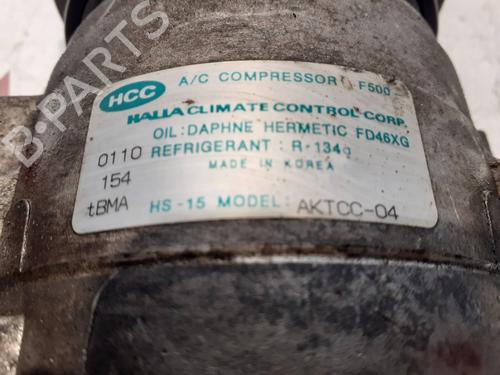 HCC
A/C COMPRESSOR F500
HALLA CLIMATE CONTROL CORP.
OIL:DAPHNE HERMETIC FD46XG
0110 REFRIGERANT : R-134a
154 MADE IN KOREA
tBMA HS-15 MODEL: AKTCC-04
B-PARTS